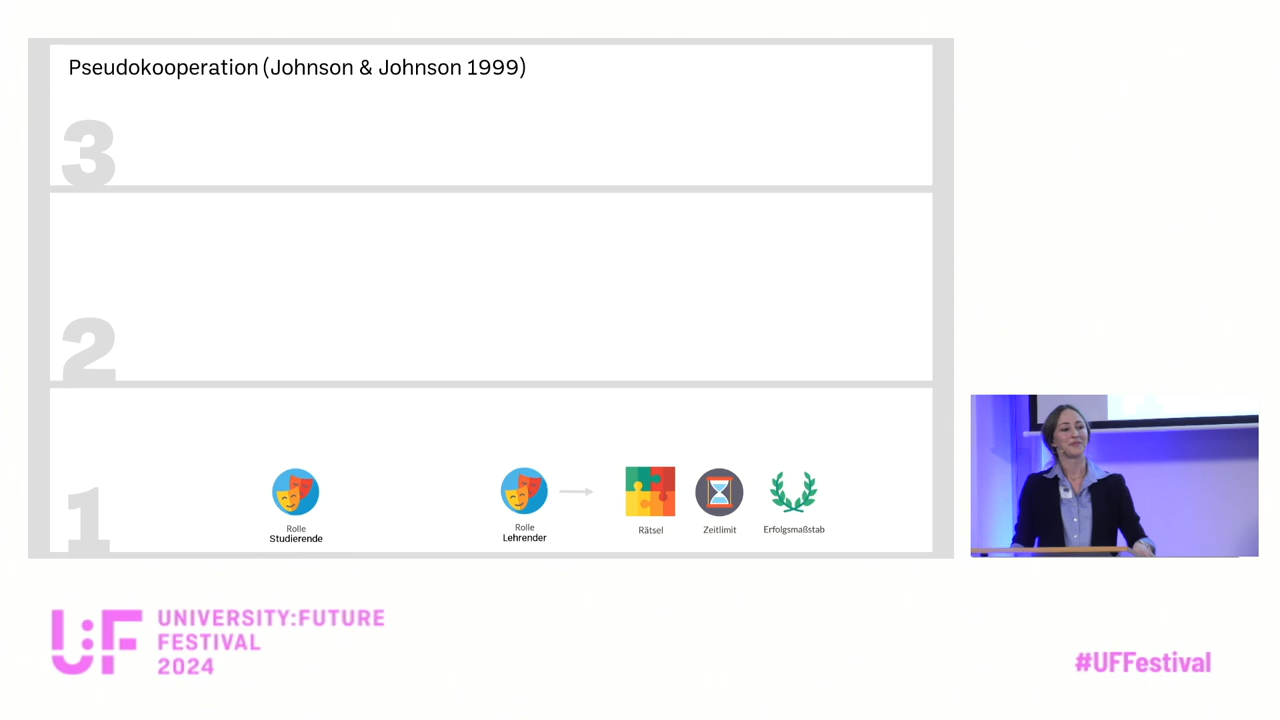 Pseudokooperation (Johnson & Johnson 1999)
3
2
1
Rolle
Studierende
Rolle
Lehrender
Rätsel
Zeitlimit
Erfolgsmaßstab
U:F
UNIVERSITY:FUTURE
FESTIVAL
2024
#UFFestival